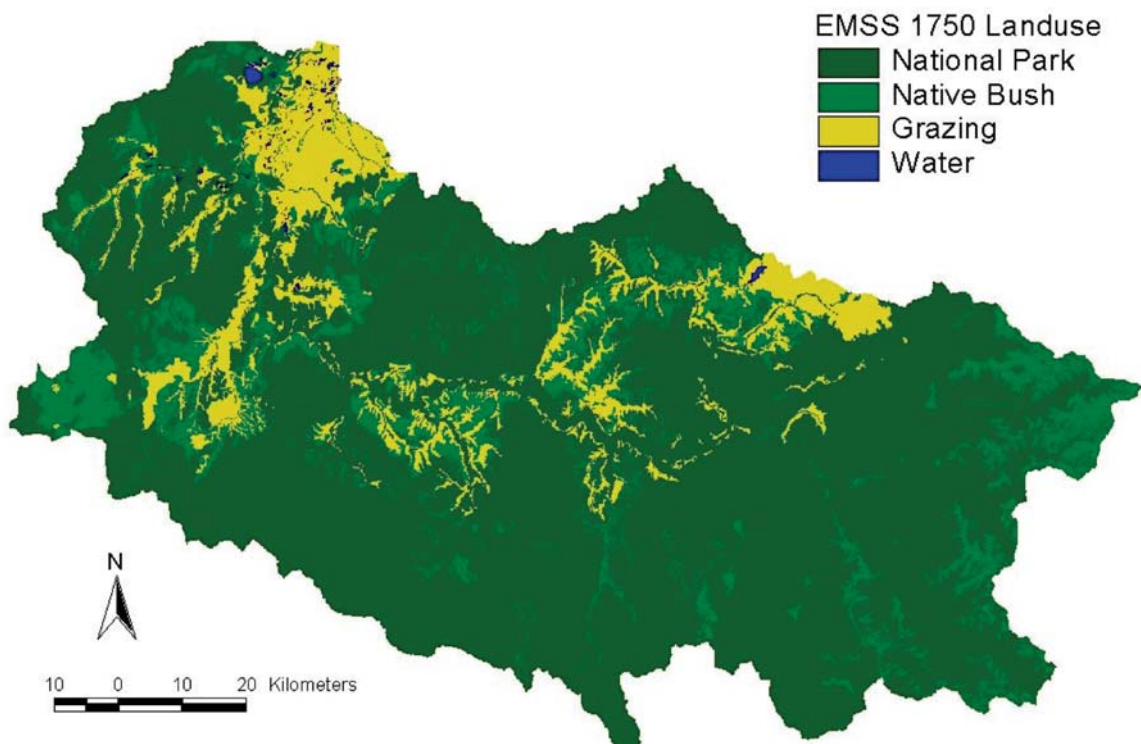 EMSS 1750 Landuse
National Park
Native Bush
Grazing
Water
N
10 0 10 20 Kilometers